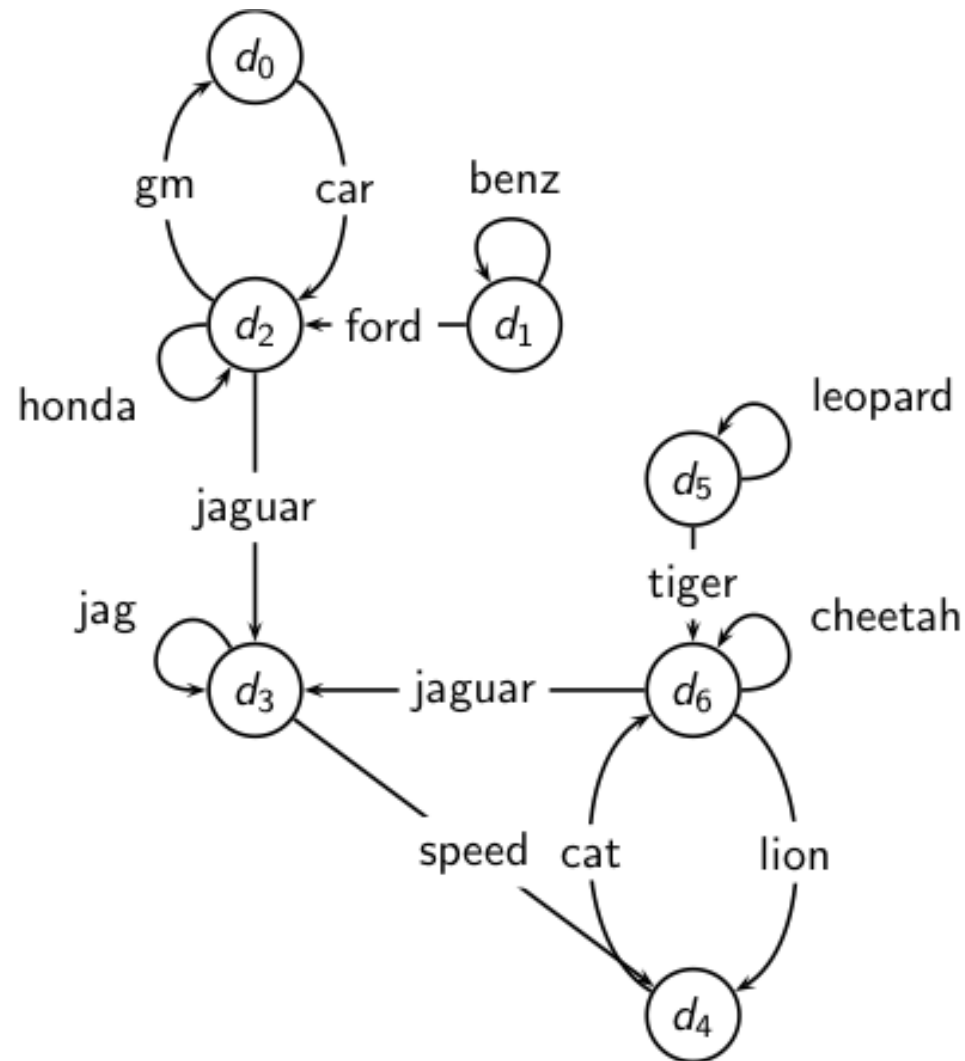 d₀
gm
car
benz
d₂
ford
d₁
honda
leopard
d₅
jaguar
tiger
jag
cheetah
d₃
jaguar
d₆
speed
cat
lion
d₄